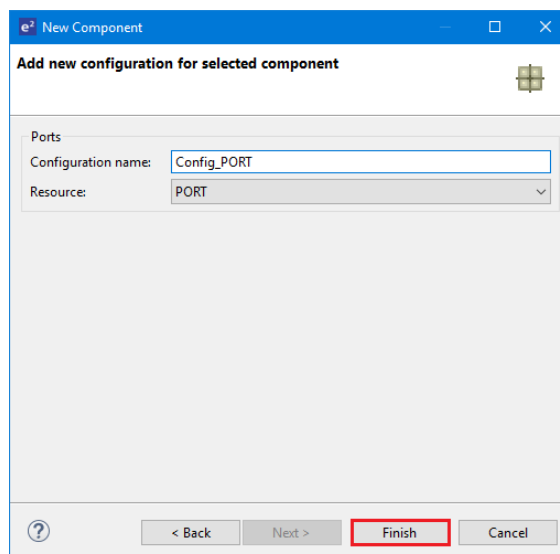 e² New Component
Add new configuration for selected component
Ports
Configuration name: Config_PORT
Resource: PORT
? < Back Next > Finish Cancel